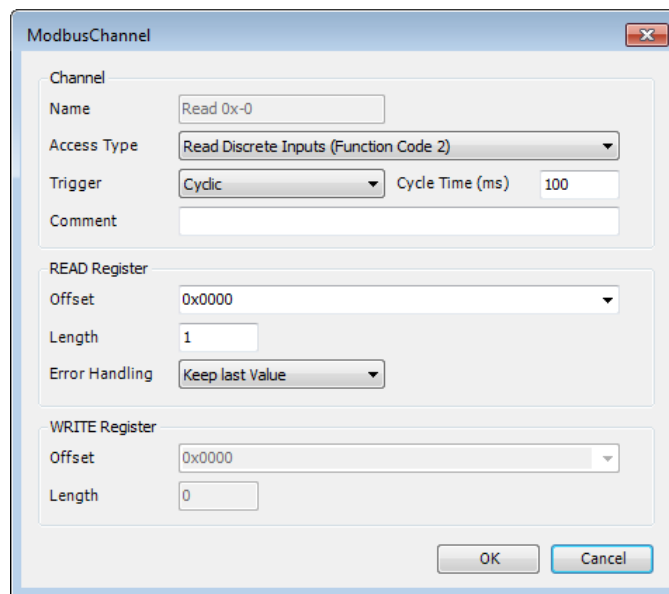 ModbusChannel
Channel
Name Read 0x-0
Access Type Read Discrete Inputs (Function Code 2)
Trigger Cyclic Cycle Time (ms) 100
Comment
READ Register
Offset 0x0000
Length 1
Error Handling Keep last Value
WRITE Register
Offset 0x0000
Length 0
OK Cancel